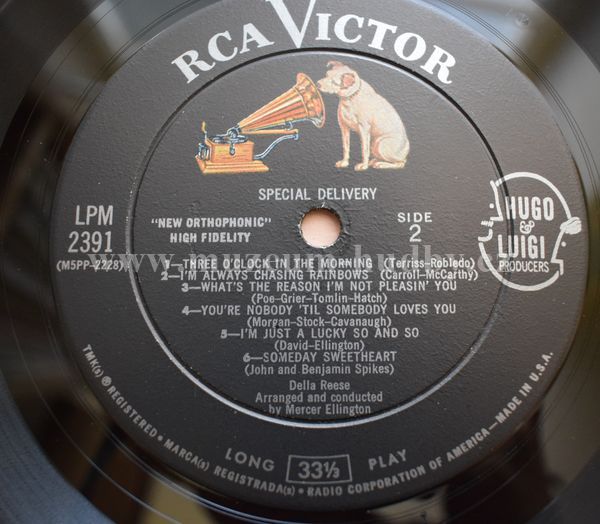 RCA VICTOR
SPECIAL DELIVERY
LPM
2391
(M5PP-2228)
"NEW ORTHOPHONIC"
HIGH FIDELITY
SIDE
2
HUGO
&
LUIGI
PRODUCERS
1—THREE O'CLOCK IN THE MORNING (Terriss-Robledo)
2—I'M ALWAYS CHASING RAINBOWS (Carroll-McCarthy)
3—WHAT'S THE REASON I'M NOT PLEASIN' YOU
(Poe-Grier-Tomlin-Hatch)
4—YOU'RE NOBODY 'TIL SOMEBODY LOVES YOU
(Morgan-Stock-Cavanaugh)
5—I'M JUST A LUCKY SO AND SO
(David-Ellington)
6—SOMEDAY SWEETHEART
(John and Benjamin Spikes)
Della Reese
Arranged and conducted
by Mercer Ellington
LONG 33⅓ PLAY
TMK(s) ® REGISTERED • MARCA(s) REGISTRADA(s) • RADIO CORPORATION OF AMERICA—MADE IN U.S.A.